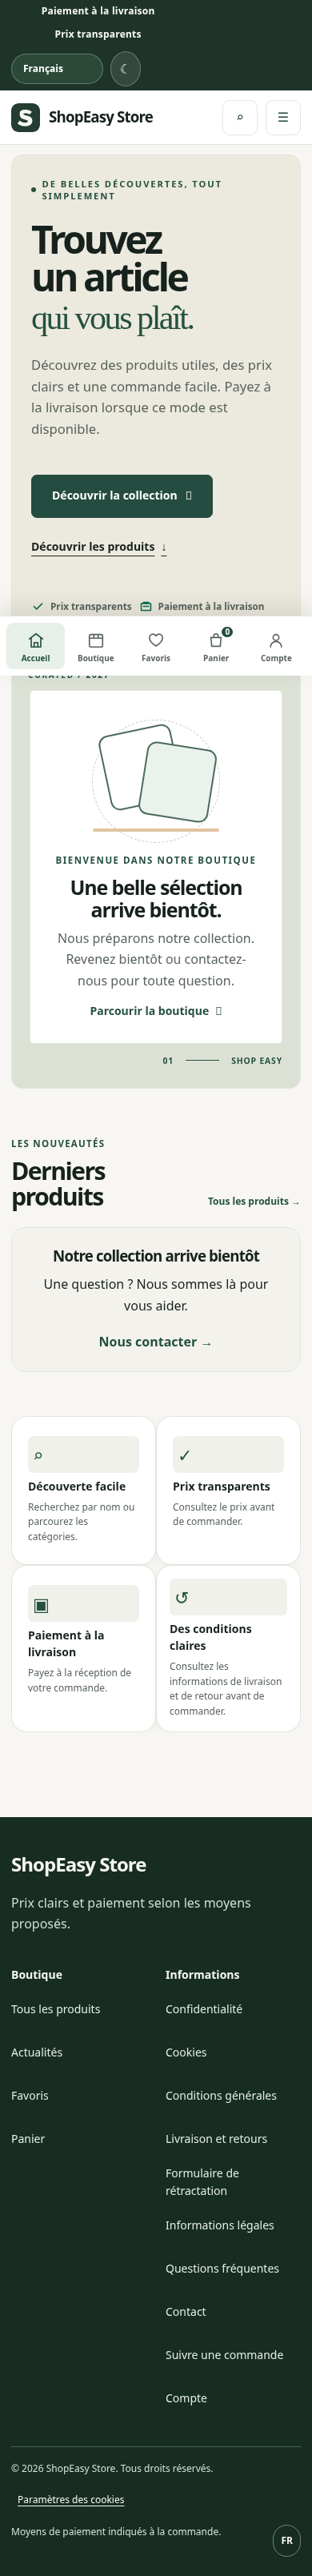 Paiement à la livraison
Prix transparents
Français
S
ShopEasy Store
DE BELLES DÉCOUVERTES, TOUT
SIMPLEMENT
Trouvez
un article
qui vous plaît.
Découvrez des produits utiles, des prix
clairs et une commande facile. Payez à
la livraison lorsque ce mode est
disponible.
Découvrir la collection
Découvrir les produits ↓
Prix transparents
Paiement à la livraison
Accueil
Boutique
Favoris
0
Panier
Compte
CURATED / 2027
BIENVENUE DANS NOTRE BOUTIQUE
Une belle sélection
arrive bientôt.
Nous préparons notre collection.
Revenez bientôt ou contactez-
nous pour toute question.
Parcourir la boutique
01
SHOP EASY
LES NOUVEAUTÉS
Derniers
produits
Tous les produits →
Notre collection arrive bientôt
Une question ? Nous sommes là pour
vous aider.
Nous contacter →
Découverte facile
Recherchez par nom ou
parcourez les
catégories.
Prix transparents
Consultez le prix avant
de commander.
Paiement à la
livraison
Payez à la réception de
votre commande.
Des conditions
claires
Consultez les
informations de livraison
et de retour avant de
commander.
ShopEasy Store
Prix clairs et paiement selon les moyens
proposés.
Boutique
Tous les produits
Actualités
Favoris
Panier
Informations
Confidentialité
Cookies
Conditions générales
Livraison et retours
Formulaire de
rétractation
Informations légales
Questions fréquentes
Contact
Suivre une commande
Compte
© 2026 ShopEasy Store. Tous droits réservés.
Paramètres des cookies
Moyens de paiement indiqués à la commande.
FR